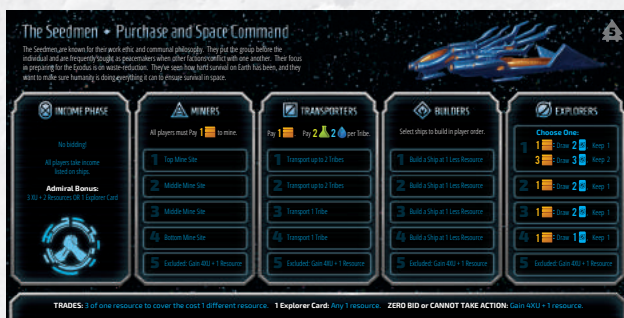 The Seedmen • Purchase and Space Command
5
The Seedmen are known for their work ethic and communal philosophy. They put the group before the
individual and are frequently sought as peacemakers when other factions conflict with one another. Their focus
in preparing for the Exodus is on waste-reduction. They've seen how hard survival on Earth has been, and they
want to make sure humanity is doing everything it can to ensure survival in space.
INCOME PHASE
No bidding!
All players take income
listed on ships.
Admiral Bonus:
3 XU + 2 Resources OR 1 Explorer Card
MINERS
All players must Pay 1 to mine.
1 Top Mine Site
2 Middle Mine Site
3 Middle Mine Site
4 Bottom Mine Site
5 Excluded: Gain 4XU + 1 Resource
TRANSPORTERS
Pay 1 . Pay 2 2 per Tribe.
1 Transport up to 2 Tribes
2 Transport up to 2 Tribes
3 Transport 1 Tribe
4 Transport 1 Tribe
5 Excluded: Gain 4XU + 1 Resource
BUILDERS
Select ships to build in player order.
1 Build a Ship at 1 Less Resource
2 Build a Ship at 1 Less Resource
3 Build a Ship at 1 Less Resource
4 Build a Ship at 1 Less Resource
5 Excluded: Gain 4XU + 1 Resource
EXPLORERS
Choose One:
1 1 : Draw 2 Keep 1
3 : Draw 3 Keep 2
2 1 : Draw 2 Keep 1
3 1 : Draw 2 Keep 1
4 1 : Draw 1 Keep 1
5 Excluded: Gain 4XU + 1 Resource
TRADES: 3 of one resource to cover the cost 1 different resource. 1 Explorer Card: Any 1 resource. ZERO BID or CANNOT TAKE ACTION: Gain 4XU + 1 resource.